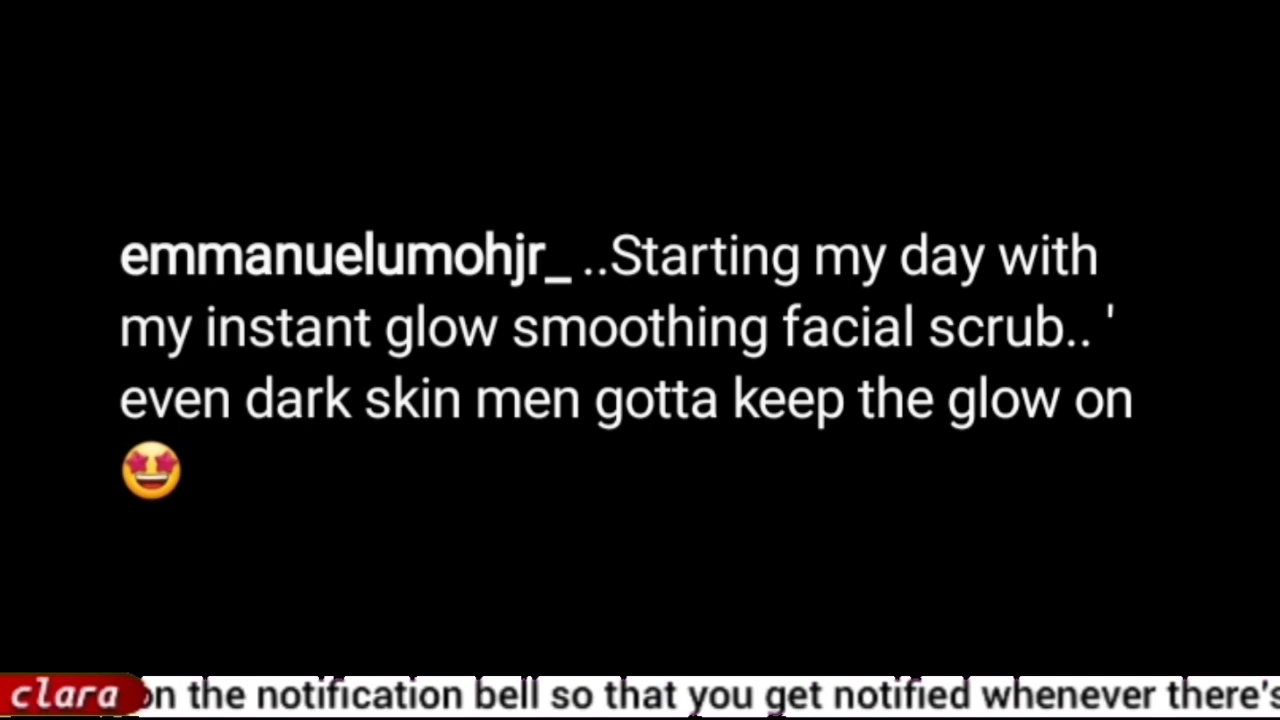 emmanuelumohjr_ ..Starting my day with
my instant glow smoothing facial scrub.. '
even dark skin men gotta keep the glow on
🤩
clara on the notification bell so that you get notified whenever there's